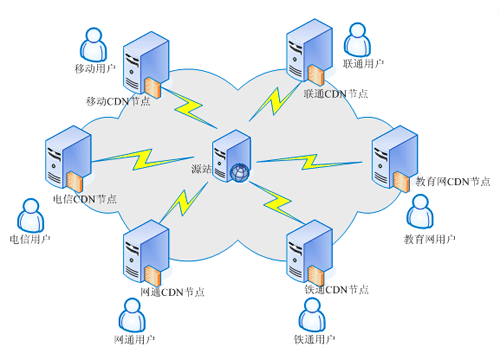 移动用户
联通用户
移动CDN节点
联通CDN节点
源站
电信CDN节点
教育网CDN节点
电信用户
教育网用户
网通CDN节点
铁通CDN节点
网通用户
铁通用户